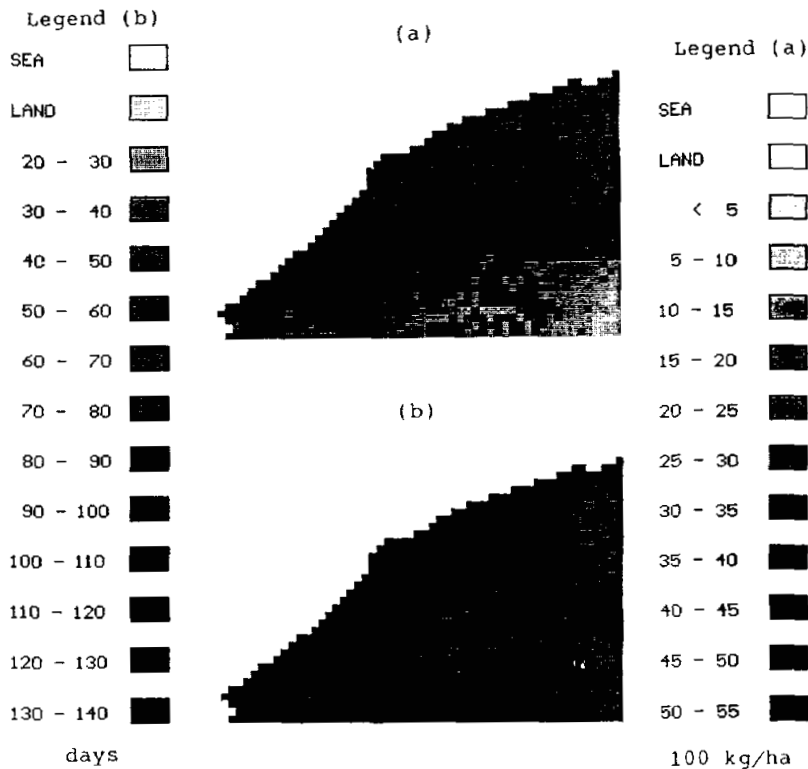 Legend (b)
SEA
LAND
20 - 30
30 - 40
40 - 50
50 - 60
60 - 70
70 - 80
80 - 90
90 - 100
100 - 110
110 - 120
120 - 130
130 - 140
days
(a)
(b)
Legend (a)
SEA
LAND
< 5
5 - 10
10 - 15
15 - 20
20 - 25
25 - 30
30 - 35
35 - 40
40 - 45
45 - 50
50 - 55
100 kg/ha